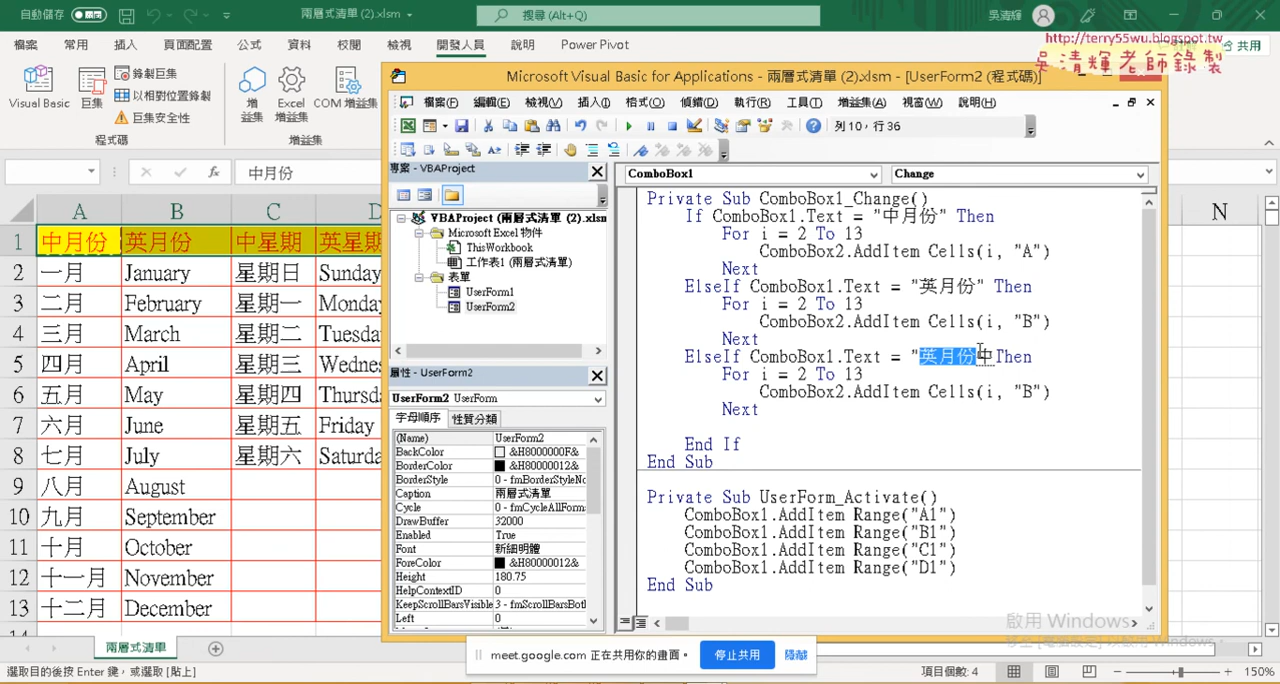 自動儲存 關閉 兩層式清單 (2).xlsm 搜尋 (Alt+Q) 吳清輝
http://terry55wu.blogspot.tw
吳清輝老師錄製
檔案 常用 插入 頁面配置 公式 資料 校閱 檢視 開發人員 說明 Power Pivot 共用
Visual Basic 巨集 錄製巨集 以相對位置錄製 巨集安全性
增益集 Excel 增益集 COM 增益集
程式碼 增益集
Microsoft Visual Basic for Applications - 兩層式清單 (2).xlsm - [UserForm2 (程式碼)]
檔案(F) 編輯(E) 檢視(V) 插入(I) 格式(O) 偵錯(D) 執行(R) 工具(T) 增益集(A) 視窗(W) 說明(H)
列 10，行 36
中月份
A B C D N
1 中月份 英月份 中星期 英星期
2 一月 January 星期日 Sunday
3 二月 February 星期一 Monda
4 三月 March 星期二 Tuesda
5 四月 April 星期三 Wednes
6 五月 May 星期四 Thursd
7 六月 June 星期五 Friday
8 七月 July 星期六 Saturda
9 八月 August
10 九月 September
11 十月 October
12 十一月 November
13 十二月 December
專案 - VBAProject
VBAProject (兩層式清單 (2).xlsm
Microsoft Excel 物件
ThisWorkbook
工作表1 (兩層式清單)
表單
UserForm1
UserForm2
屬性 - UserForm2
UserForm2 UserForm
字母順序 性質分類
(Name) UserForm2
BackColor &H8000000F&
BorderColor &H80000012&
BorderStyle 0 - fmBorderStyleNo
Caption 兩層式清單
Cycle 0 - fmCycleAllForm
DrawBuffer 32000
Enabled True
Font 新細明體
ForeColor &H80000012&
Height 180.75
HelpContextID 0
KeepScrollBarsVisible 3 - fmScrollBarsBoth
Left 0
ComboBox1 Change
Private Sub ComboBox1_Change()
If ComboBox1.Text = "中月份" Then
For i = 2 To 13
ComboBox2.AddItem Cells(i, "A")
Next
ElseIf ComboBox1.Text = "英月份" Then
For i = 2 To 13
ComboBox2.AddItem Cells(i, "B")
Next
ElseIf ComboBox1.Text = "英月份中Then
For i = 2 To 13
ComboBox2.AddItem Cells(i, "B")
Next
End If
End Sub
Private Sub UserForm_Activate()
ComboBox1.AddItem Range("A1")
ComboBox1.AddItem Range("B1")
ComboBox1.AddItem Range("C1")
ComboBox1.AddItem Range("D1")
End Sub
啟用 Windows
兩層式清單
meet.google.com 正在共用你的畫面。 停止共用 隱藏
選取目的後按 Enter 鍵，或選取 [貼上] 項目個數: 4 150%